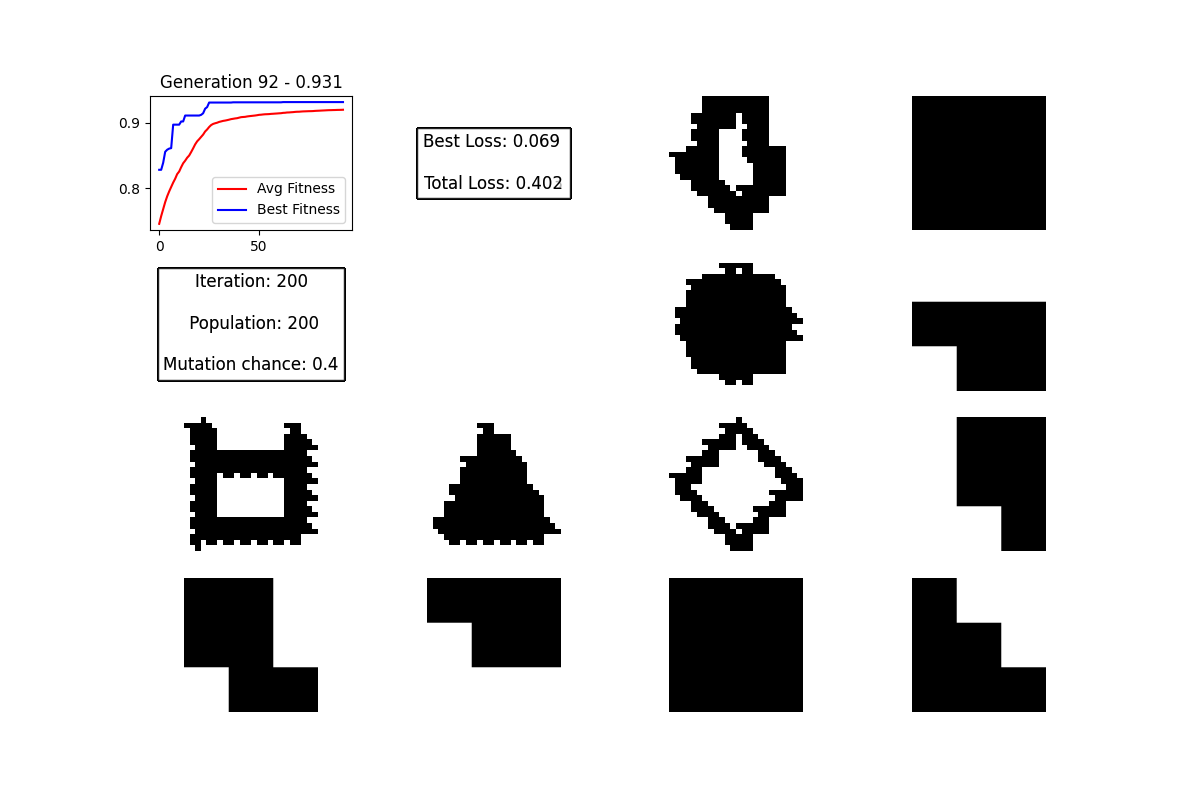 Generation 92 - 0.931
0.9
0.8
Avg Fitness
Best Fitness
0 50
Best Loss: 0.069
Total Loss: 0.402
Iteration: 200
Population: 200
Mutation chance: 0.4